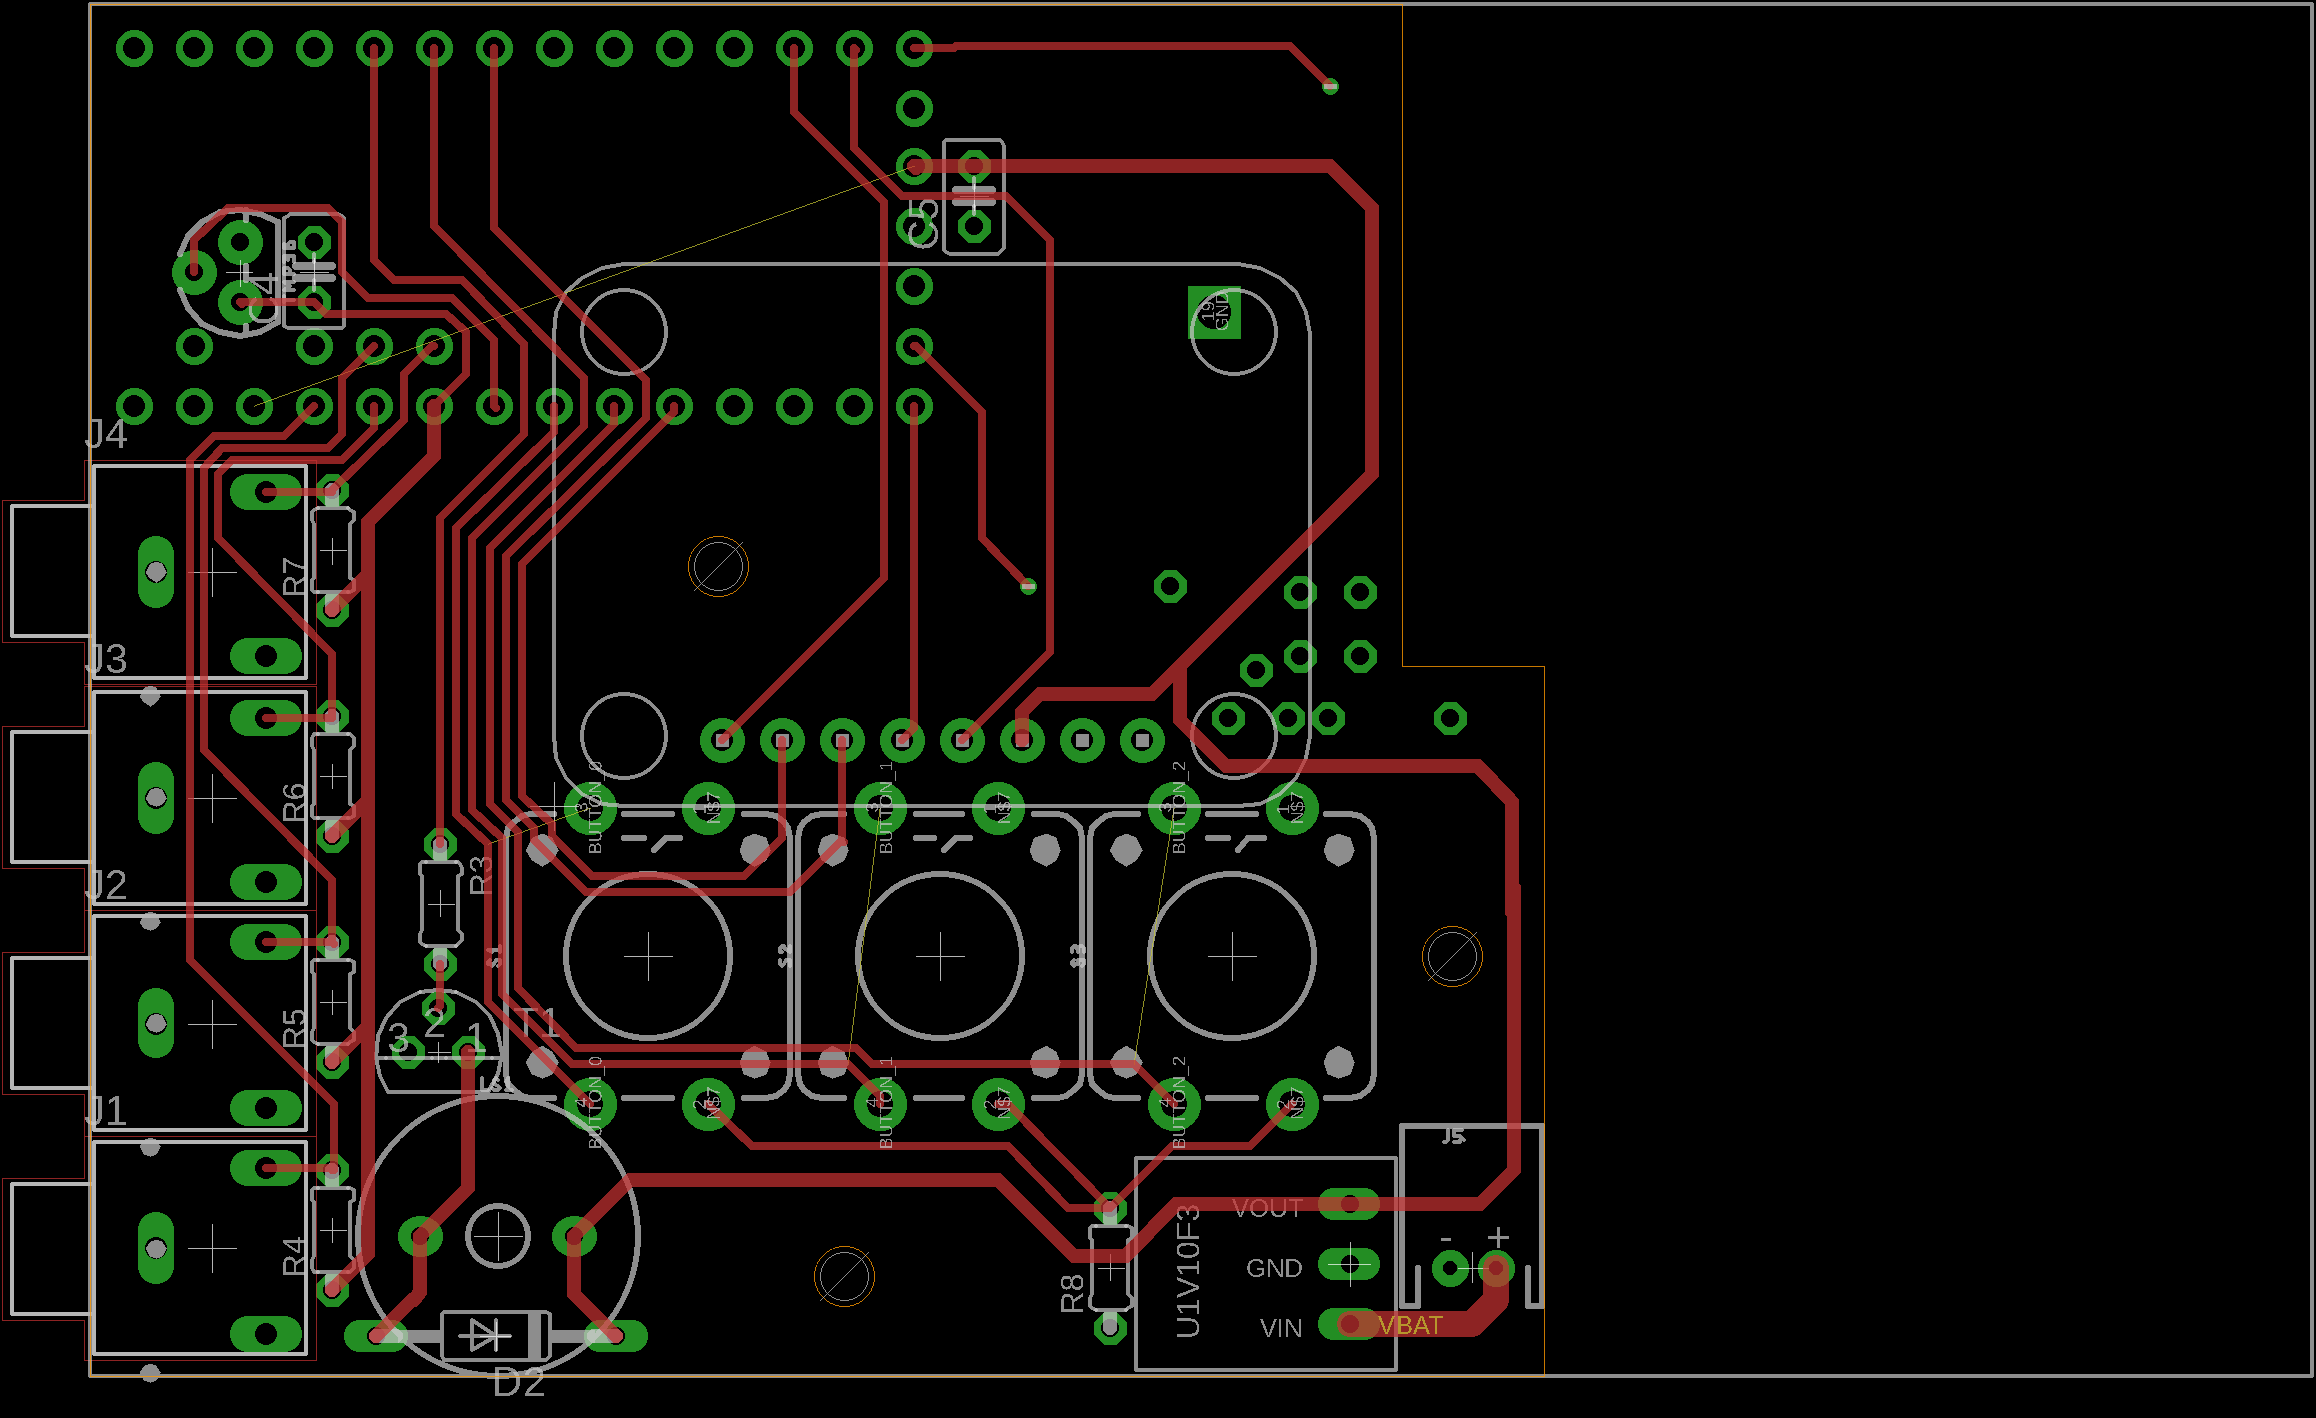 C5
C4
19
GND
J4
R7
J3
R6
J2
R5
J1
R4
R3
S1
S2
S3
BUTTON_0
3
N$7
1
BUTTON_1
3
N$7
1
BUTTON_2
3
N$7
1
3
2
1
T1
BUTTON_0
4
N$7
2
BUTTON_1
4
N$7
2
BUTTON_2
4
N$7
2
J5
- +
VOUT
GND
VIN
VBAT
U1V10F3
R8
D2